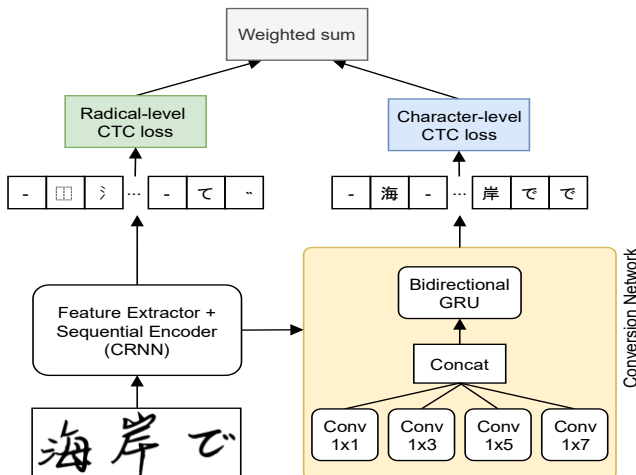 Weighted sum
Radical-level
CTC loss
Character-level
CTC loss
- ⿰ 氵 ... - て ゛
- 海 - ... 岸 で で
Feature Extractor +
Sequential Encoder
(CRNN)
Bidirectional
GRU
Concat
Conv
1x1
Conv
1x3
Conv
1x5
Conv
1x7
Conversion Network
海岸で